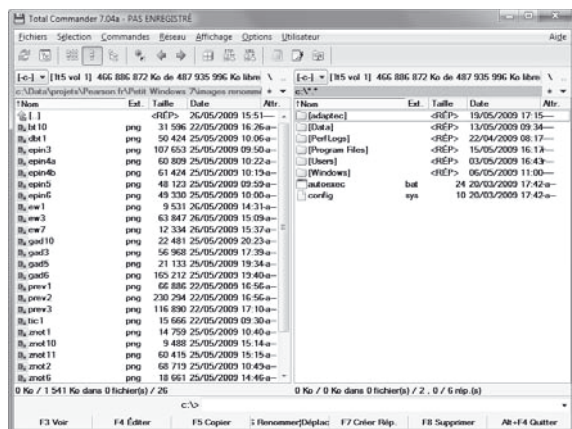 Total Commander 7.04a - PAS ENREGISTRÉ
Fichiers Sélection Commandes Réseau Affichage Options Utilisateur Aide
[-c-] [lt5 vol 1] 466 886 872 Ko de 487 935 996 Ko libre \ ..
c:\Data\projets\Pearson fr\Petit Windows 7\images renomm
Nom Ext. Taille Date Attr.
[..] <RÉP> 26/05/2009 15:51----
bt10 png 31 596 22/05/2009 16:26-a--
dbt1 png 50 424 25/05/2009 10:06-a--
epin3 png 107 653 25/05/2009 09:50-a--
epin4a png 60 809 25/05/2009 10:22-a--
epin4b png 61 424 25/05/2009 10:19-a--
epin5 png 48 123 25/05/2009 09:59-a--
epin6 png 49 330 25/05/2009 10:00-a--
ew1 png 9 531 26/05/2009 14:31-a--
ew3 png 63 847 26/05/2009 15:09-a--
ew7 png 12 334 26/05/2009 15:37-a--
gad10 png 22 481 25/05/2009 20:23-a--
gad3 png 56 968 25/05/2009 17:39-a--
gad5 png 21 133 25/05/2009 19:34-a--
gad6 png 165 212 25/05/2009 19:40-a--
prev1 png 66 886 22/05/2009 16:56-a--
prev2 png 230 294 22/05/2009 16:56-a--
prev3 png 116 890 22/05/2009 17:10-a--
tic1 png 15 666 22/05/2009 09:30-a--
znot1 png 14 759 25/05/2009 10:40-a--
znot10 png 9 488 25/05/2009 15:14-a--
znot11 png 60 415 25/05/2009 15:15-a--
znot2 png 68 719 25/05/2009 10:49-a--
znot6 png 18 661 25/05/2009 14:46-a--
0 Ko / 1 541 Ko dans 0 fichier(s) / 26
[-c-] [lt5 vol 1] 466 886 872 Ko de 487 935 996 Ko libre \ ..
c:\*.*
Nom Ext. Taille Date Attr.
[adaptec] <RÉP> 19/05/2009 17:15----
[Data] <RÉP> 13/05/2009 09:34----
[PerfLogs] <RÉP> 22/04/2009 08:17----
[Program Files] <RÉP> 15/05/2009 16:17----
[Users] <RÉP> 03/05/2009 16:43----
[Windows] <RÉP> 06/05/2009 11:00----
autoexec bat 24 20/03/2009 17:42-a--
config sys 10 20/03/2009 17:42-a--
0 Ko / 0 Ko dans 0 fichier(s) / 2 , 0 / 6 rép.(s)
c:\>
F3 Voir F4 Éditer F5 Copier Renommer|Déplac F7 Créer Rép. F8 Supprimer Alt+F4 Quitter